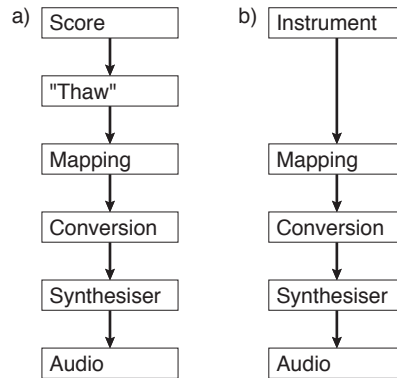 a)
Score
"Thaw"
Mapping
Conversion
Synthesiser
Audio
b)
Instrument
Mapping
Conversion
Synthesiser
Audio